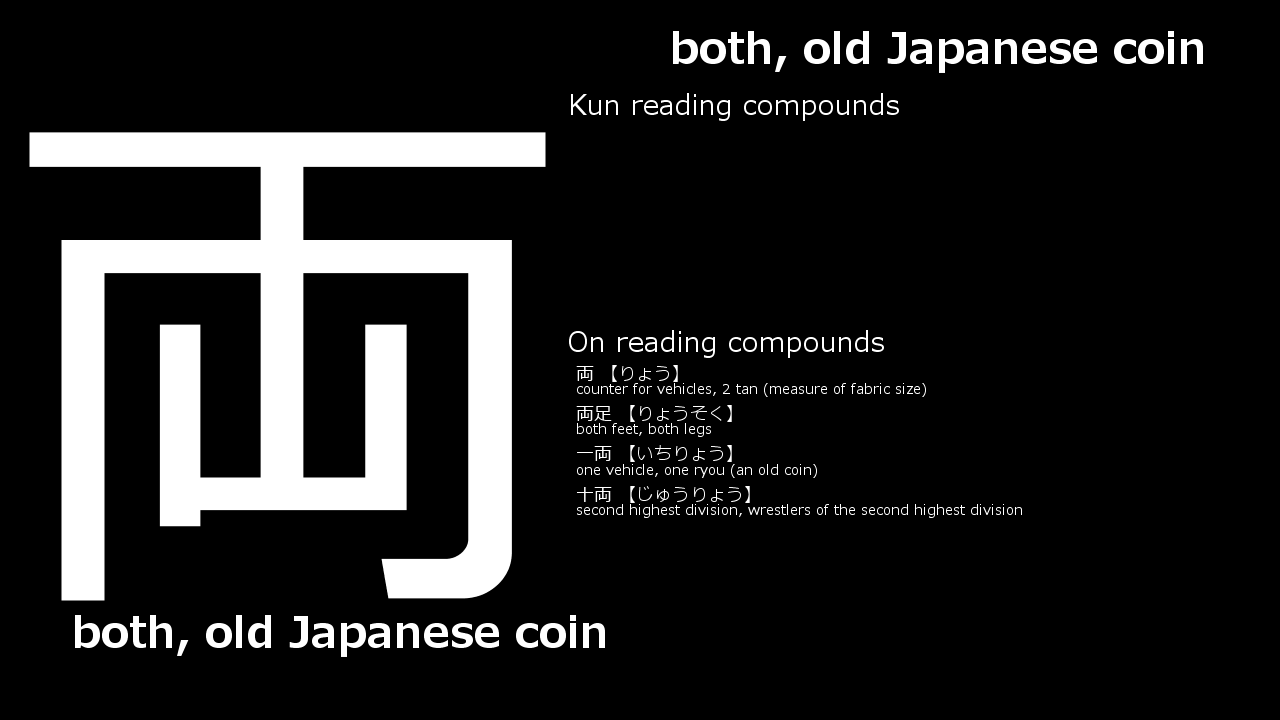 both, old Japanese coin
Kun reading compounds
両
On reading compounds
両 【りょう】
counter for vehicles, 2 tan (measure of fabric size)
両足 【りょうそく】
both feet, both legs
一両 【いちりょう】
one vehicle, one ryou (an old coin)
十両 【じゅうりょう】
second highest division, wrestlers of the second highest division
both, old Japanese coin